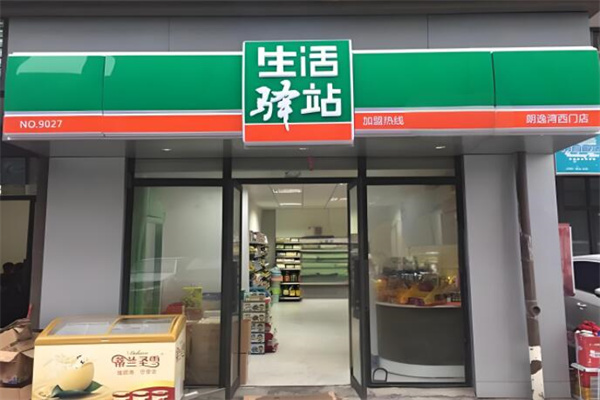 生活
驿站
NO.9027
加盟热线
朗逸湾西门店
蒂兰圣雪